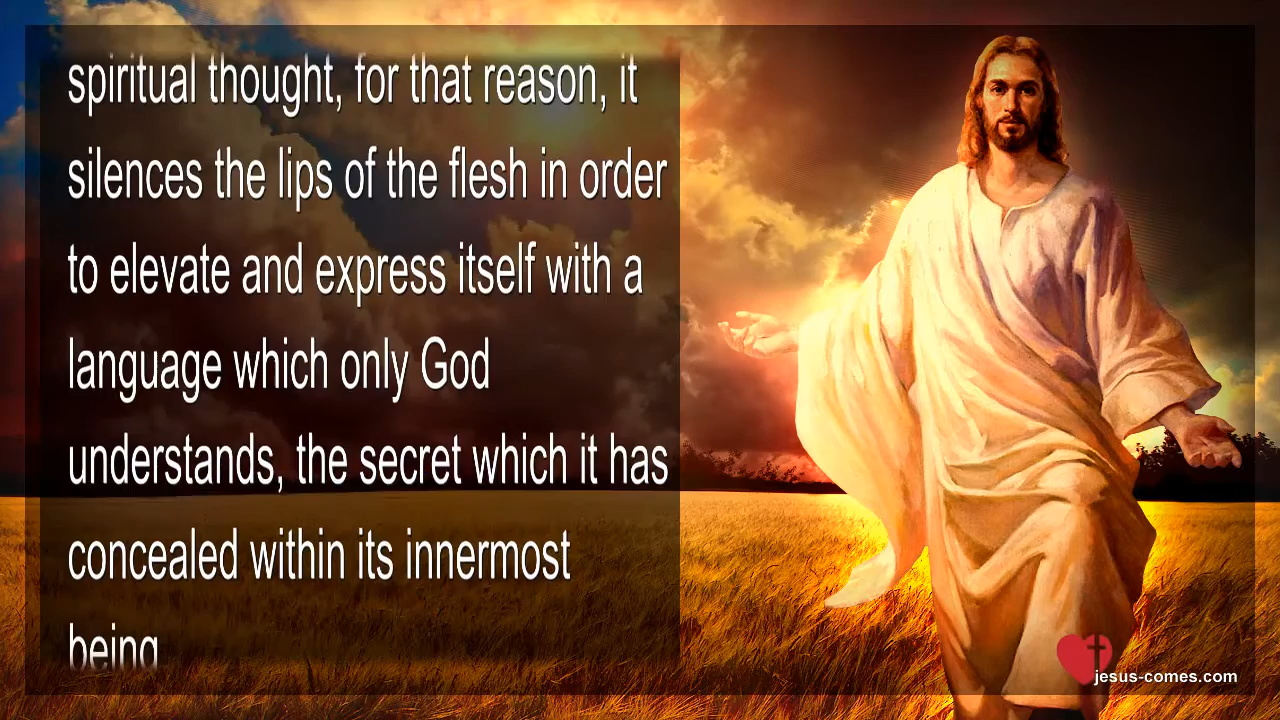 spiritual thought, for that reason, it
silences the lips of the flesh in order
to elevate and express itself with a
language which only God
understands, the secret which it has
concealed within its innermost
being
jesus-comes.com